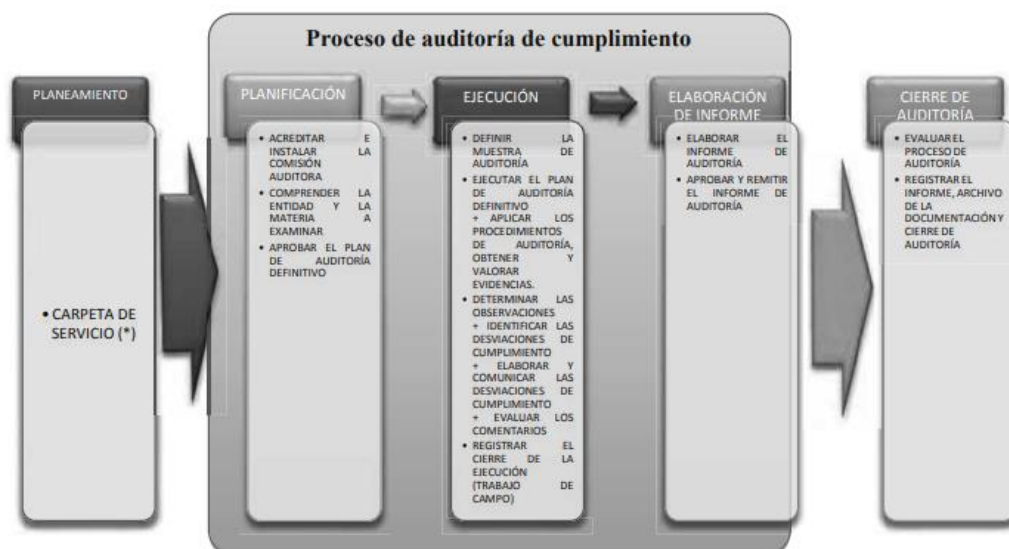 Proceso de auditoría de cumplimiento
PLANEAMIENTO
• CARPETA DE
SERVICIO (*)
PLANIFICACIÓN
• ACREDITAR E
INSTALAR LA
COMISIÓN
AUDITORA
• COMPRENDER LA
ENTIDAD Y LA
MATERIA A
EXAMINAR
• APROBAR EL PLAN
DE AUDITORÍA
DEFINITIVO
EJECUCIÓN
• DEFINIR LA
MUESTRA DE
AUDITORÍA
• EJECUTAR EL PLAN
DE AUDITORÍA
DEFINITIVO
+ APLICAR LOS
PROCEDIMIENTOS
DE AUDITORÍA,
OBTENER Y
VALORAR
EVIDENCIAS.
• DETERMINAR LAS
OBSERVACIONES
+ IDENTIFICAR LAS
DESVIACIONES DE
CUMPLIMIENTO
+ ELABORAR Y
COMUNICAR LAS
DESVIACIONES DE
CUMPLIMIENTO
+ EVALUAR LOS
COMENTARIOS
• REGISTRAR EL
CIERRE DE LA
EJECUCIÓN
(TRABAJO DE
CAMPO)
ELABORACIÓN
DE INFORME
• ELABORAR EL
INFORME DE
AUDITORÍA
• APROBAR Y REMITIR
EL INFORME DE
AUDITORÍA
CIERRE DE
AUDITORÍA
• EVALUAR EL
PROCESO DE
AUDITORÍA
• REGISTRAR EL
INFORME, ARCHIVO
DE LA
DOCUMENTACIÓN Y
CIERRE DE
AUDITORÍA